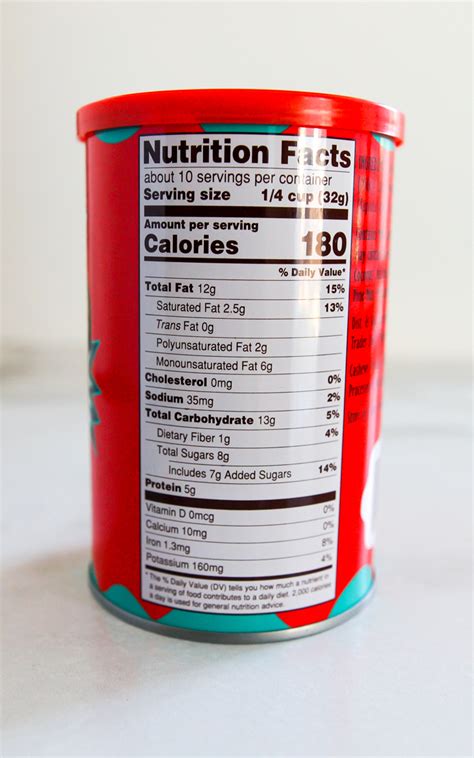 Nutrition Facts
about 10 servings per container
Serving size 1/4 cup (32g)
Amount per serving
Calories 180
% Daily Value*
Total Fat 12g 15%
Saturated Fat 2.5g 13%
Trans Fat 0g
Polyunsaturated Fat 2g
Monounsaturated Fat 6g
Cholesterol 0mg 0%
Sodium 35mg 2%
Total Carbohydrate 13g 5%
Dietary Fiber 1g 4%
Total Sugars 8g
Includes 7g Added Sugars 14%
Protein 5g
Vitamin D 0mcg 0%
Calcium 10mg 0%
Iron 1.3mg 8%
Potassium 160mg 4%
* The % Daily Value (DV) tells you how much a nutrient in
a serving of food contributes to a daily diet. 2,000 calories
a day is used for general nutrition advice.